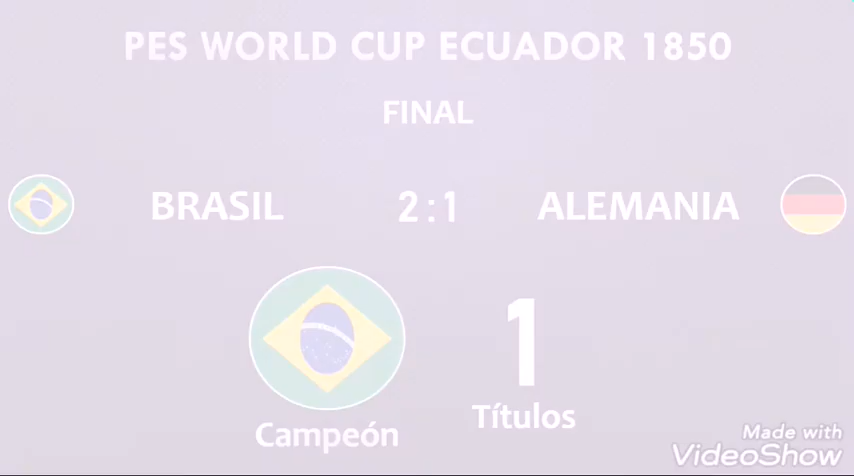 PES WORLD CUP ECUADOR 1850
FINAL
BRASIL 2:1 ALEMANIA
1
Campeón Títulos
Made with
VideoShow